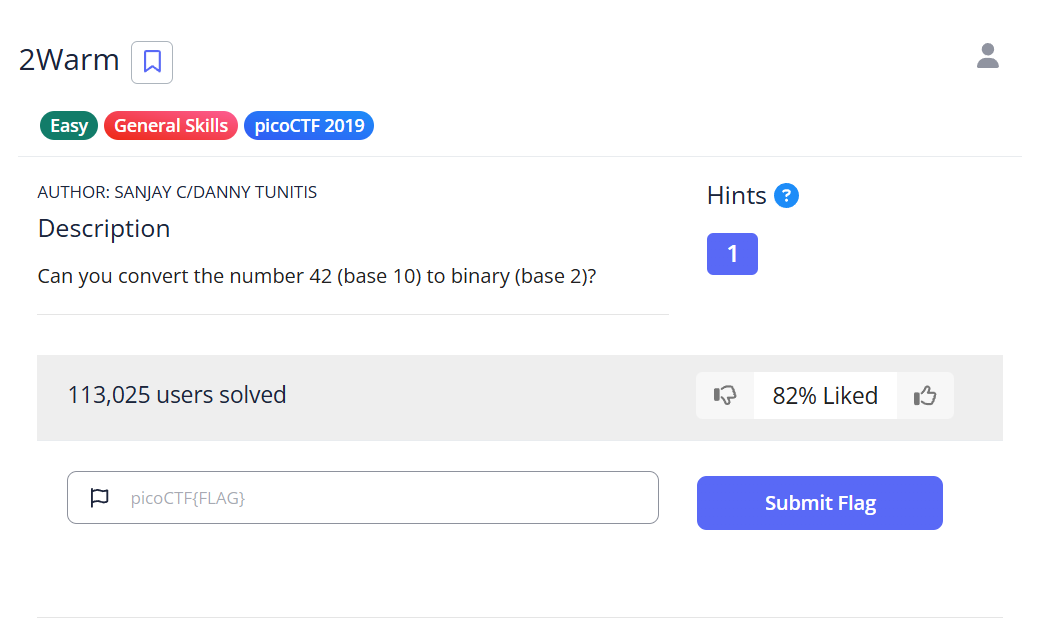 2Warm
Easy General Skills picoCTF 2019
AUTHOR: SANJAY C/DANNY TUNITIS
Description
Can you convert the number 42 (base 10) to binary (base 2)?
Hints ?
1
113,025 users solved
82% Liked
picoCTF{FLAG}
Submit Flag